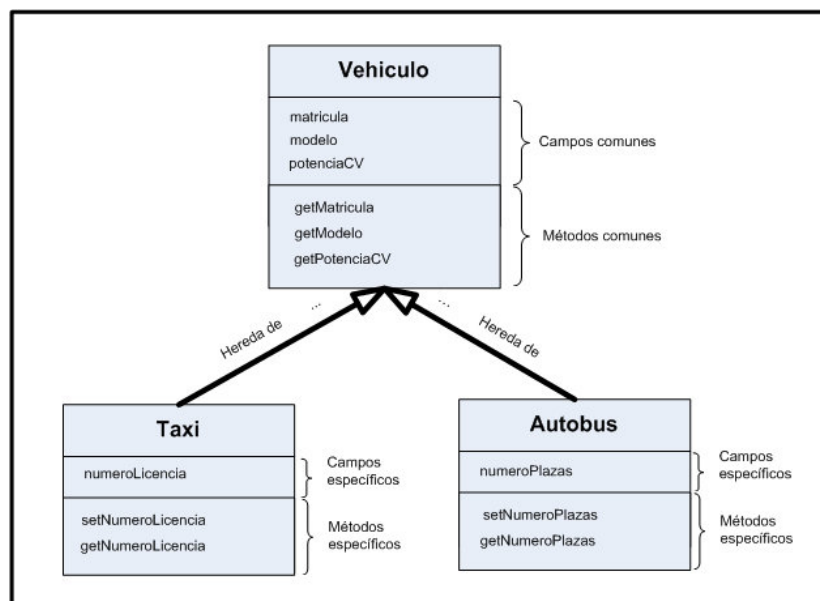 Vehiculo
matricula
modelo
potenciaCV
Campos comunes
getMatricula
getModelo
getPotenciaCV
Métodos comunes
...
...
Hereda de
Hereda de
Taxi
numeroLicencia
Campos
específicos
setNumeroLicencia
getNumeroLicencia
Métodos
específicos
Autobus
numeroPlazas
Campos
específicos
setNumeroPlazas
getNumeroPlazas
Métodos
específicos